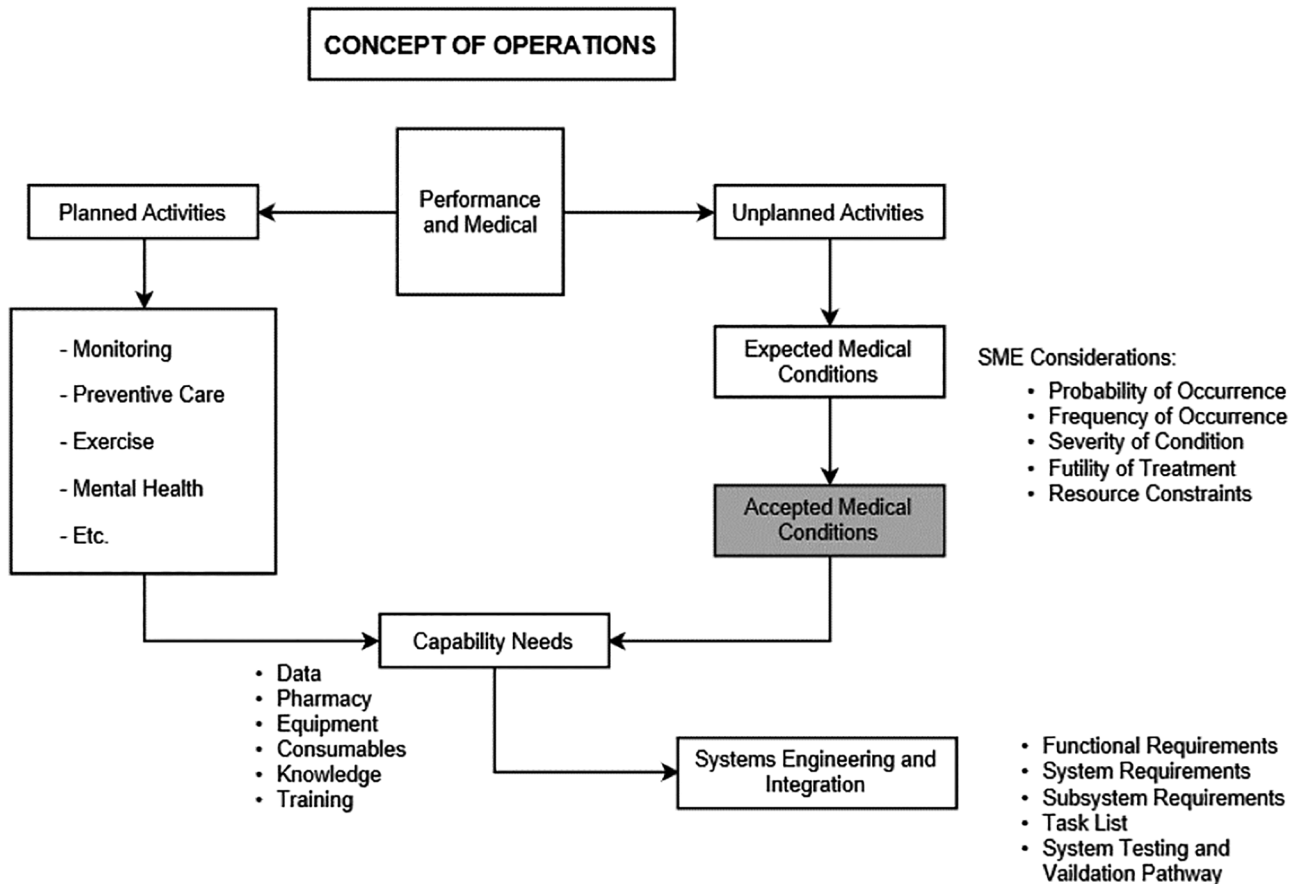 CONCEPT OF OPERATIONS
Performance
and Medical
Planned Activities
Unplanned Activities
- Monitoring
- Preventive Care
- Exercise
- Mental Health
- Etc.
Expected Medical
Conditions
SME Considerations:
• Probability of Occurrence
• Frequency of Occurrence
• Severity of Condition
• Futility of Treatment
• Resource Constraints
Accepted Medical
Conditions
Capability Needs
• Data
• Pharmacy
• Equipment
• Consumables
• Knowledge
• Training
Systems Engineering and
Integration
• Functional Requirements
• System Requirements
• Subsystem Requirements
• Task List
• System Testing and
Vaildation Pathway